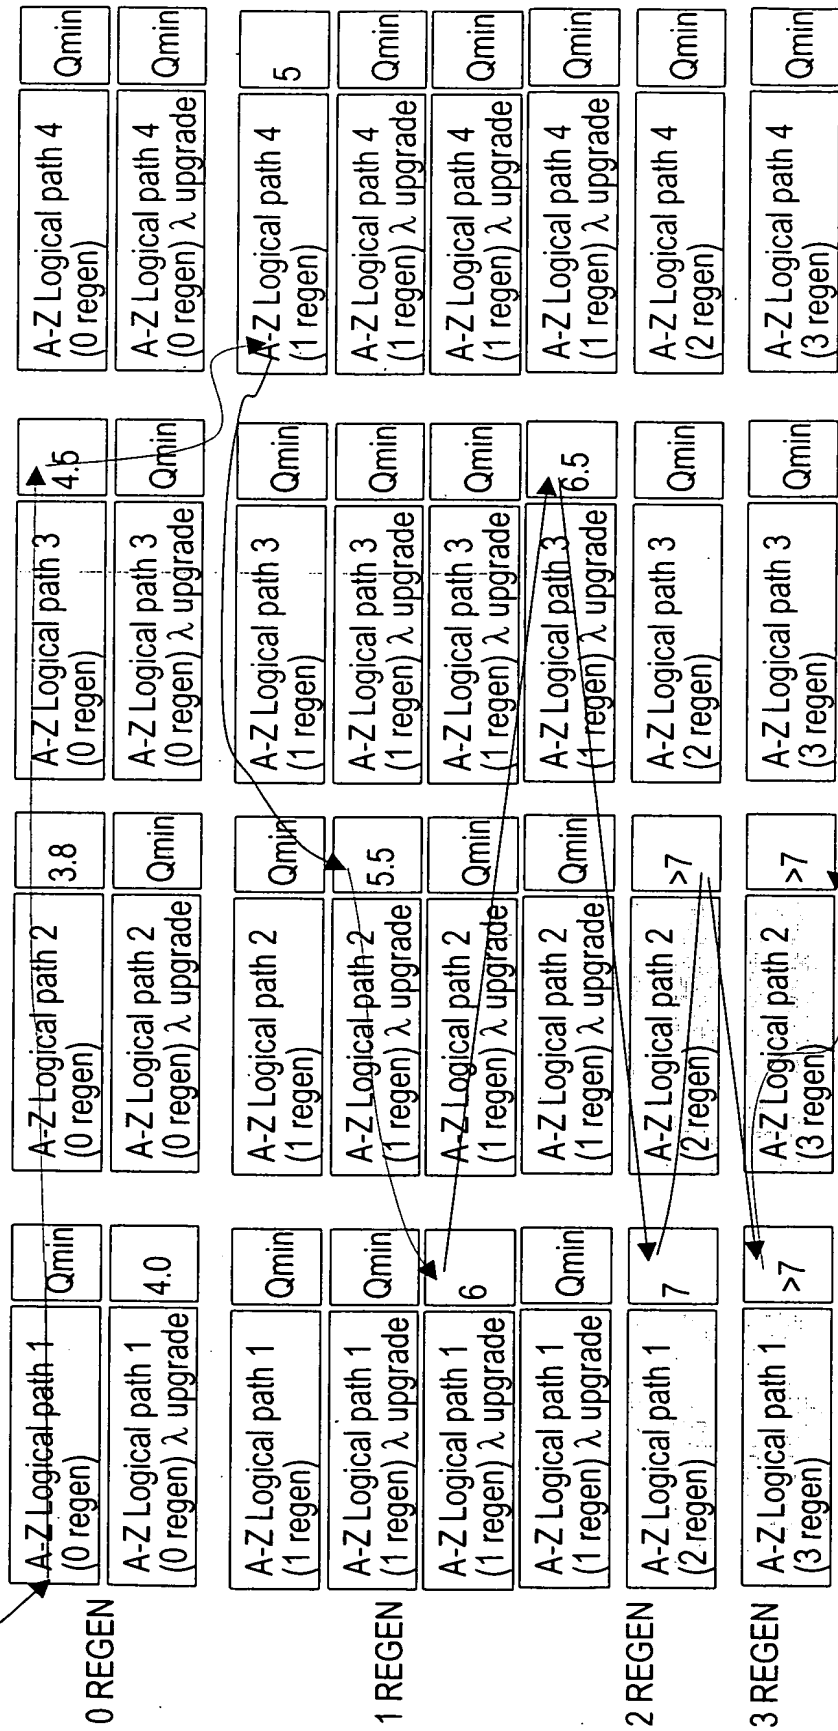 0 REGEN
A-Z Logical path 1
(0 regen)
Qmin
A-Z Logical path 2
(0 regen)
3.8
A-Z Logical path 3
(0 regen)
4.5
A-Z Logical path 4
(0 regen)
Qmin
A-Z Logical path 1
(0 regen) λ upgrade
4.0
A-Z Logical path 2
(0 regen) λ upgrade
Qmin
A-Z Logical path 3
(0 regen) λ upgrade
Qmin
A-Z Logical path 4
(0 regen) λ upgrade
Qmin
1 REGEN
A-Z Logical path 1
(1 regen)
Qmin
A-Z Logical path 2
(1 regen)
Qmin
A-Z Logical path 3
(1 regen)
Qmin
A-Z Logical path 4
(1 regen)
5
A-Z Logical path 1
(1 regen) λ upgrade
Qmin
A-Z Logical path 2
(1 regen) λ upgrade
5.5
A-Z Logical path 3
(1 regen) λ upgrade
Qmin
A-Z Logical path 4
(1 regen) λ upgrade
Qmin
A-Z Logical path 1
(1 regen) λ upgrade
6
A-Z Logical path 2
(1 regen) λ upgrade
Qmin
A-Z Logical path 3
(1 regen) λ upgrade
Qmin
A-Z Logical path 4
(1 regen) λ upgrade
Qmin
A-Z Logical path 1
(1 regen) λ upgrade
Qmin
A-Z Logical path 2
(1 regen) λ upgrade
Qmin
A-Z Logical path 3
(1 regen) λ upgrade
6.5
A-Z Logical path 4
(1 regen) λ upgrade
Qmin
2 REGEN
A-Z Logical path 1
(2 regen)
7
A-Z Logical path 2
(2 regen)
>7
A-Z Logical path 3
(2 regen)
Qmin
A-Z Logical path 4
(2 regen)
Qmin
3 REGEN
A-Z Logical path 1
(3 regen)
>7
A-Z Logical path 2
(3 regen)
>7
A-Z Logical path 3
(3 regen)
Qmin
A-Z Logical path 4
(3 regen)
Qmin